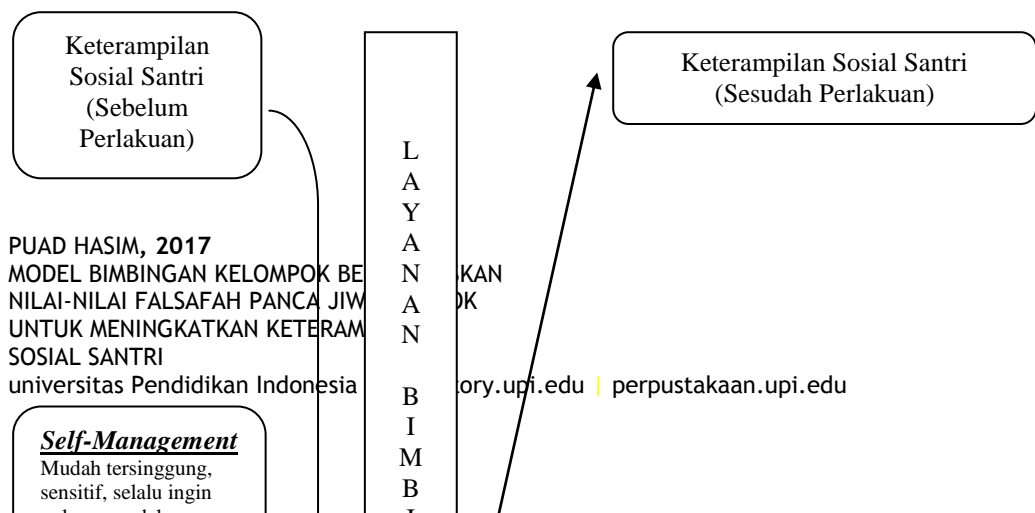 Keterampilan
Sosial Santri
(Sebelum
Perlakuan)
Keterampilan Sosial Santri
(Sesudah Perlakuan)
L
A
Y
A
N
A
N
B
I
M
B
PUAD HASIM, 2017
MODEL BIMBINGAN KELOMPOK BE SKAN
NILAI-NILAI FALSAFAH PANCA JIW OK
UNTUK MENINGKATKAN KETERAM
SOSIAL SANTRI
universitas Pendidikan Indonesia tory.upi.edu | perpustakaan.upi.edu
Self-Management
Mudah tersinggung,
sensitif, selalu ingin